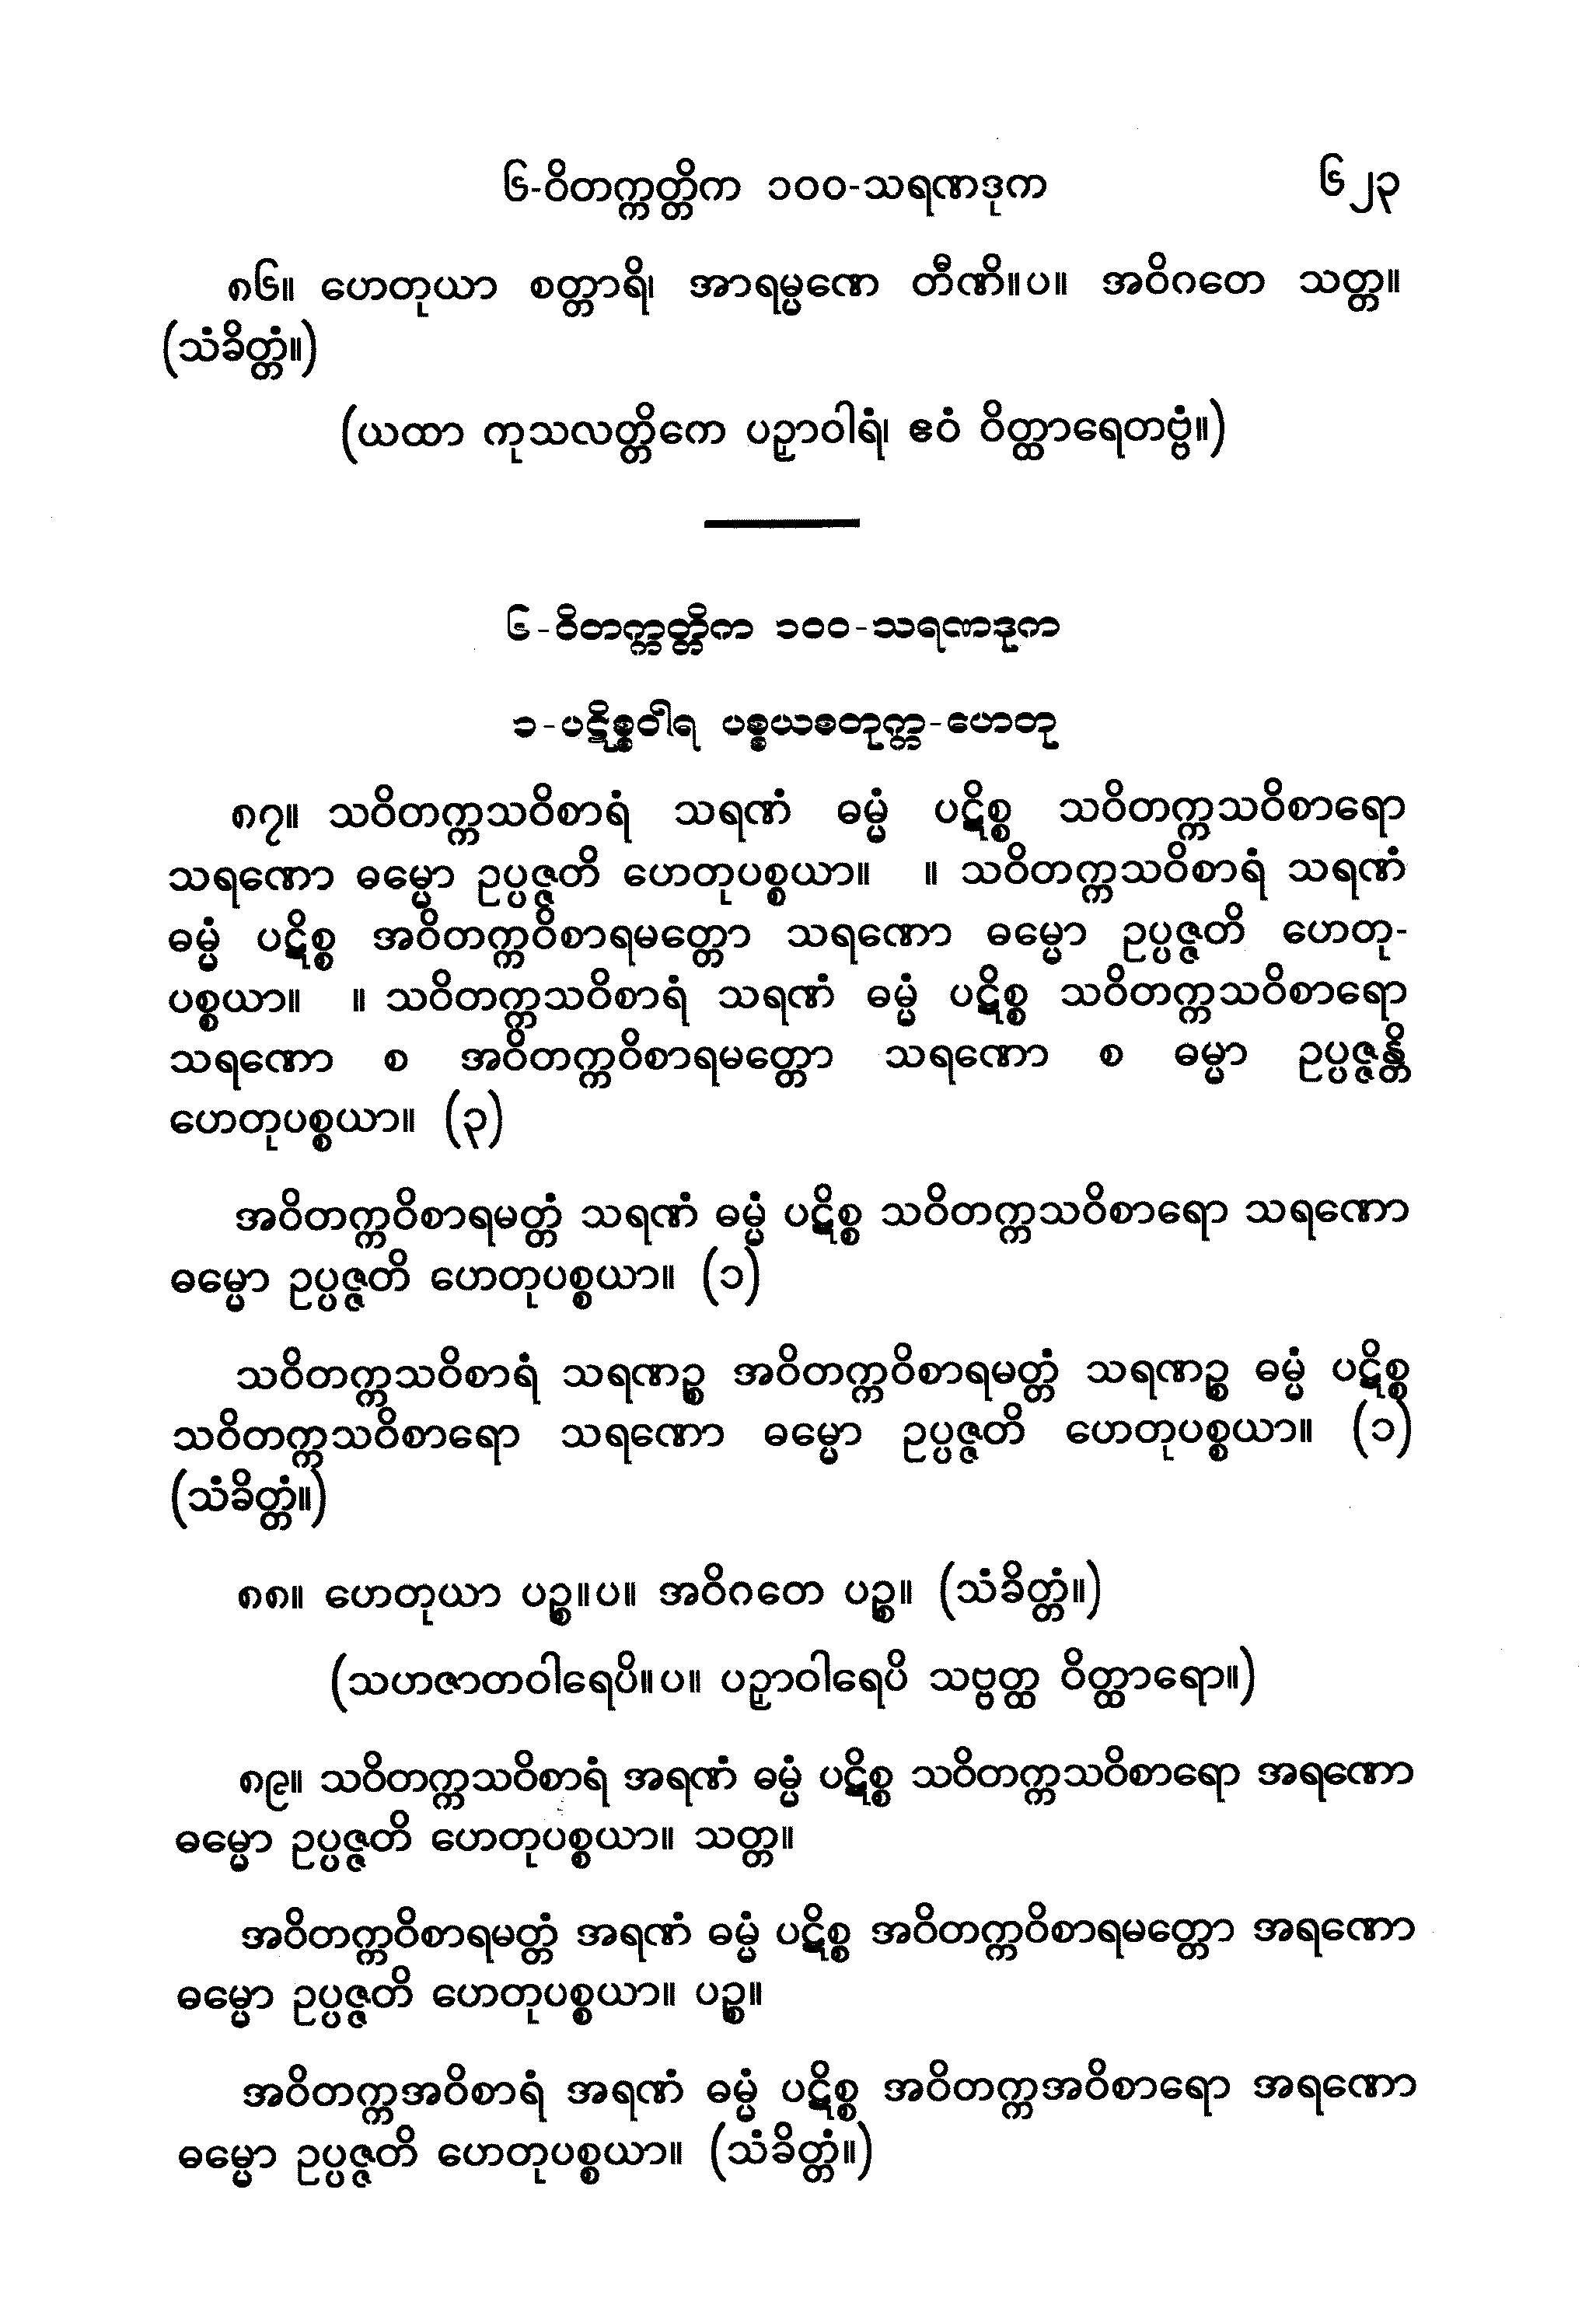 ၆-ဝိတက္ကတ္တိက ၁၀၀-သရဏဒုက ၆၂၃
၈၆။ ဟေတုယာ စတ္တာရိ၊ အာရမ္မဏေ တီဏိ။ပ။ အဝိဂတေ သတ္တ။
(သံခိတ္တံ။)
(ယထာ ကုသလတ္တိကေ ပဉှာဝါရံ၊ ဧဝံ ဝိတ္ထာရေတဗ္ဗံ။)
၆-ဝိတက္ကတ္တိက ၁၀၀-သရဏဒုက
၁-ပဋိစ္စဝါရ ပစ္စယစတုက္က-ဟေတု
၈၇။ သဝိတက္ကသဝိစာရံ သရဏံ ဓမ္မံ ပဋိစ္စ သဝိတက္ကသဝိစာရော
သရဏော ဓမ္မော ဥပ္ပဇ္ဇတိ ဟေတုပစ္စယာ။ ။ သဝိတက္ကသဝိစာရံ သရဏံ
ဓမ္မံ ပဋိစ္စ အဝိတက္ကဝိစာရမတ္တော သရဏော ဓမ္မော ဥပ္ပဇ္ဇတိ ဟေတု-
ပစ္စယာ။ ။ သဝိတက္ကသဝိစာရံ သရဏံ ဓမ္မံ ပဋိစ္စ သဝိတက္ကသဝိစာရော
သရဏော စ အဝိတက္ကဝိစာရမတ္တော သရဏော စ ဓမ္မာ ဥပ္ပဇ္ဇန္တိ
ဟေတုပစ္စယာ။ (၃)
အဝိတက္ကဝိစာရမတ္တံ သရဏံ ဓမ္မံ ပဋိစ္စ သဝိတက္ကသဝိစာရော သရဏော
ဓမ္မော ဥပ္ပဇ္ဇတိ ဟေတုပစ္စယာ။ (၁)
သဝိတက္ကသဝိစာရံ သရဏဉ္စ အဝိတက္ကဝိစာရမတ္တံ သရဏဉ္စ ဓမ္မံ ပဋိစ္စ
သဝိတက္ကသဝိစာရော သရဏော ဓမ္မော ဥပ္ပဇ္ဇတိ ဟေတုပစ္စယာ။ (၁)
(သံခိတ္တံ။)
၈၈။ ဟေတုယာ ပဉ္စ။ပ။ အဝိဂတေ ပဉ္စ။ (သံခိတ္တံ။)
(သဟဇာတဝါရေပိ။ပ။ ပဉှာဝါရေပိ သဗ္ဗတ္ထ ဝိတ္ထာရော။)
၈၉။ သဝိတက္ကသဝိစာရံ အရဏံ ဓမ္မံ ပဋိစ္စ သဝိတက္ကသဝိစာရော အရဏော
ဓမ္မော ဥပ္ပဇ္ဇတိ ဟေတုပစ္စယာ။ သတ္တ။
အဝိတက္ကဝိစာရမတ္တံ အရဏံ ဓမ္မံ ပဋိစ္စ အဝိတက္ကဝိစာရမတ္တော အရဏော
ဓမ္မော ဥပ္ပဇ္ဇတိ ဟေတုပစ္စယာ။ ပဉ္စ။
အဝိတက္ကအဝိစာရံ အရဏံ ဓမ္မံ ပဋိစ္စ အဝိတက္ကအဝိစာရော အရဏော
ဓမ္မော ဥပ္ပဇ္ဇတိ ဟေတုပစ္စယာ။ (သံခိတ္တံ။)